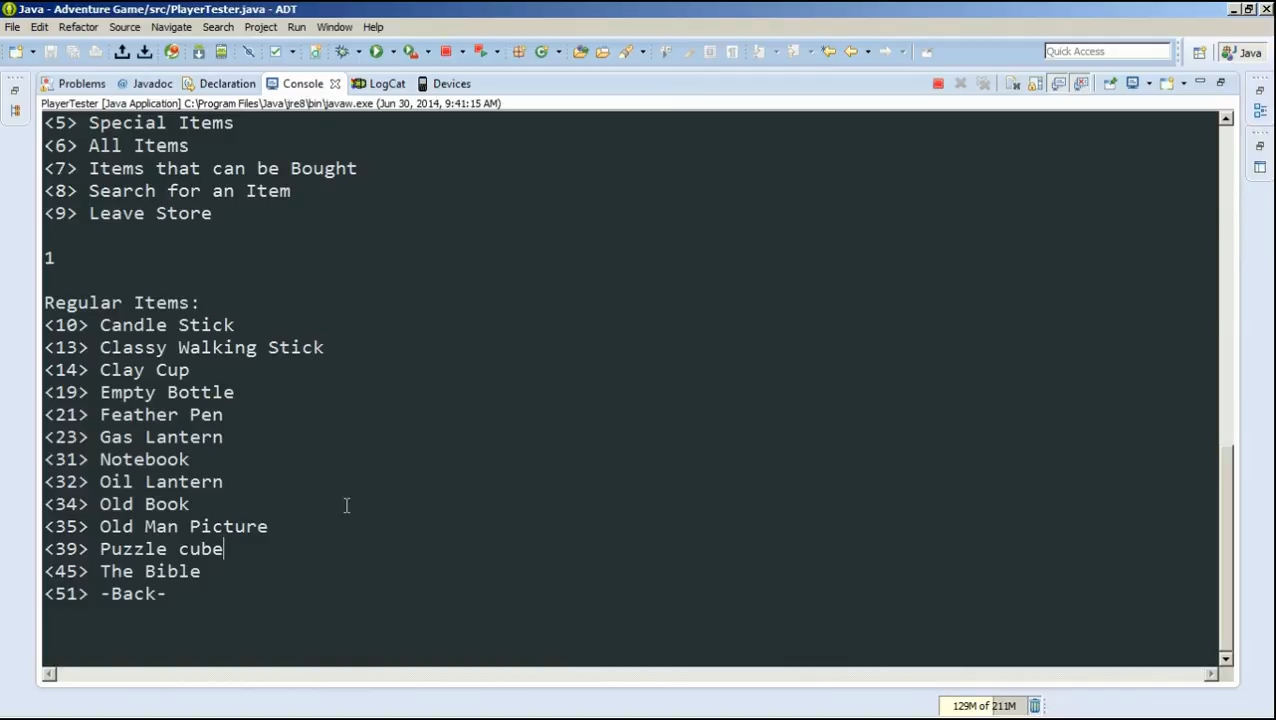 Java - Adventure Game/src/PlayerTester.java - ADT
File Edit Refactor Source Navigate Search Project Run Window Help
Quick Access Java
Problems @ Javadoc Declaration Console LogCat Devices
PlayerTester [Java Application] C:\Program Files\Java\jre8\bin\javaw.exe (Jun 30, 2014, 9:41:15 AM)
<5> Special Items
<6> All Items
<7> Items that can be Bought
<8> Search for an Item
<9> Leave Store
1
Regular Items:
<10> Candle Stick
<13> Classy Walking Stick
<14> Clay Cup
<19> Empty Bottle
<21> Feather Pen
<23> Gas Lantern
<31> Notebook
<32> Oil Lantern
<34> Old Book
<35> Old Man Picture
<39> Puzzle cube
<45> The Bible
<51> -Back-
129M of 211M